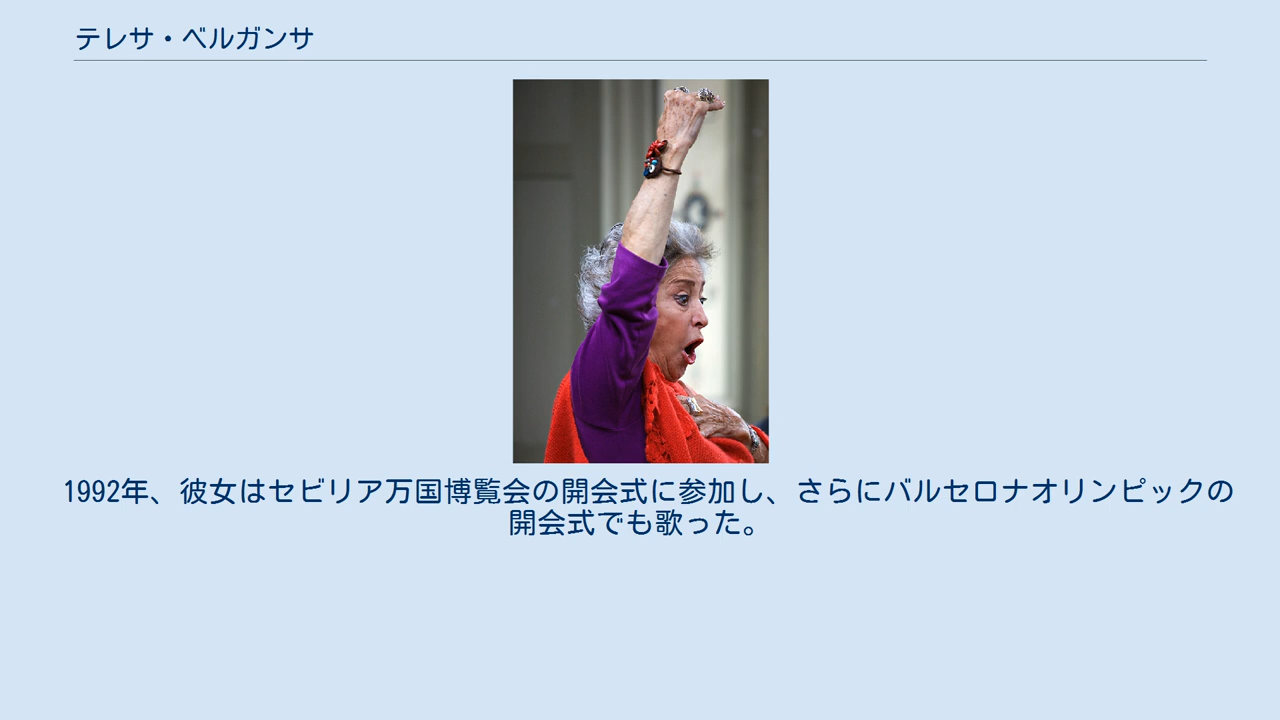 テレサ・ベルガンサ
1992年、彼女はセビリア万国博覧会の開会式に参加し、さらにバルセロナオリンピックの
開会式でも歌った。